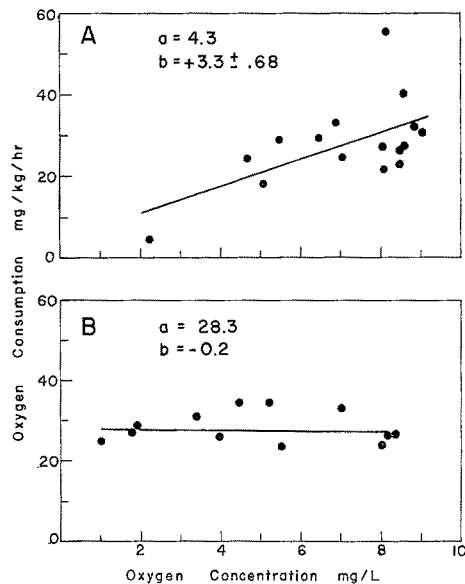 60
A
a = 4.3
b = +3.3 ± .68
40
20
0
Oxygen Consumption mg/kg/hr
60
B
a = 28.3
b = -0.2
40
20
.0
2
4
6
8
10
Oxygen Concentration mg/L